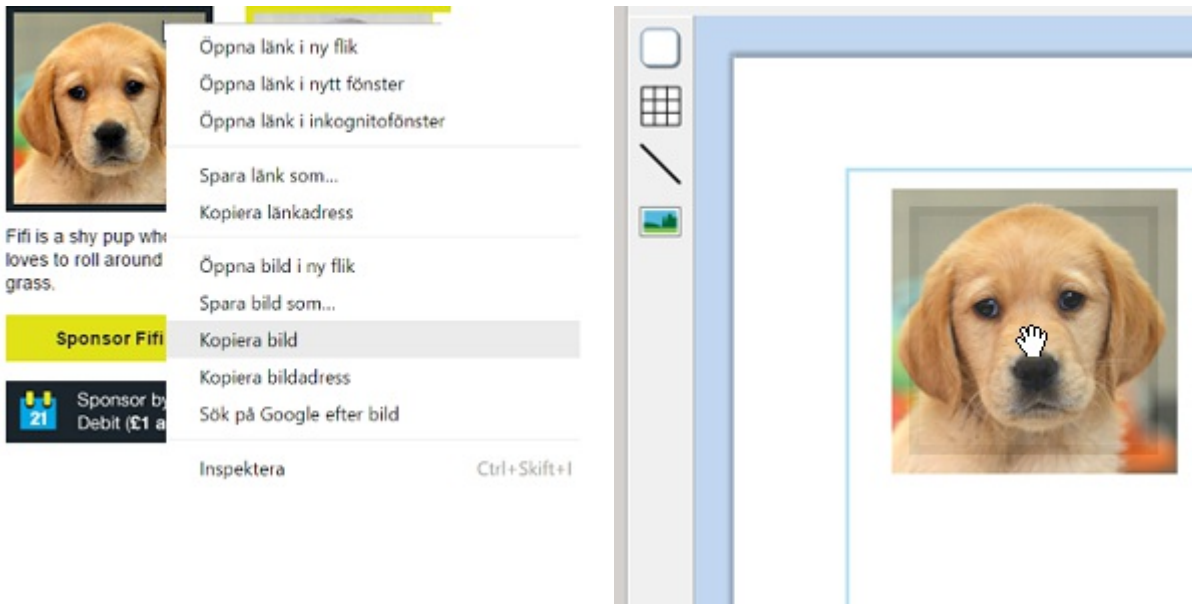 Öppna länk i ny flik
Öppna länk i nytt fönster
Öppna länk i inkognitofönster
Spara länk som...
Kopiera länkadress
Öppna bild i ny flik
Spara bild som...
Kopiera bild
Kopiera bildadress
Sök på Google efter bild
Inspektera Ctrl+Skift+I
Fifi is a shy pup
loves to roll around
grass.
Sponsor Fifi
21
Sponsor by
Debit (£1 a